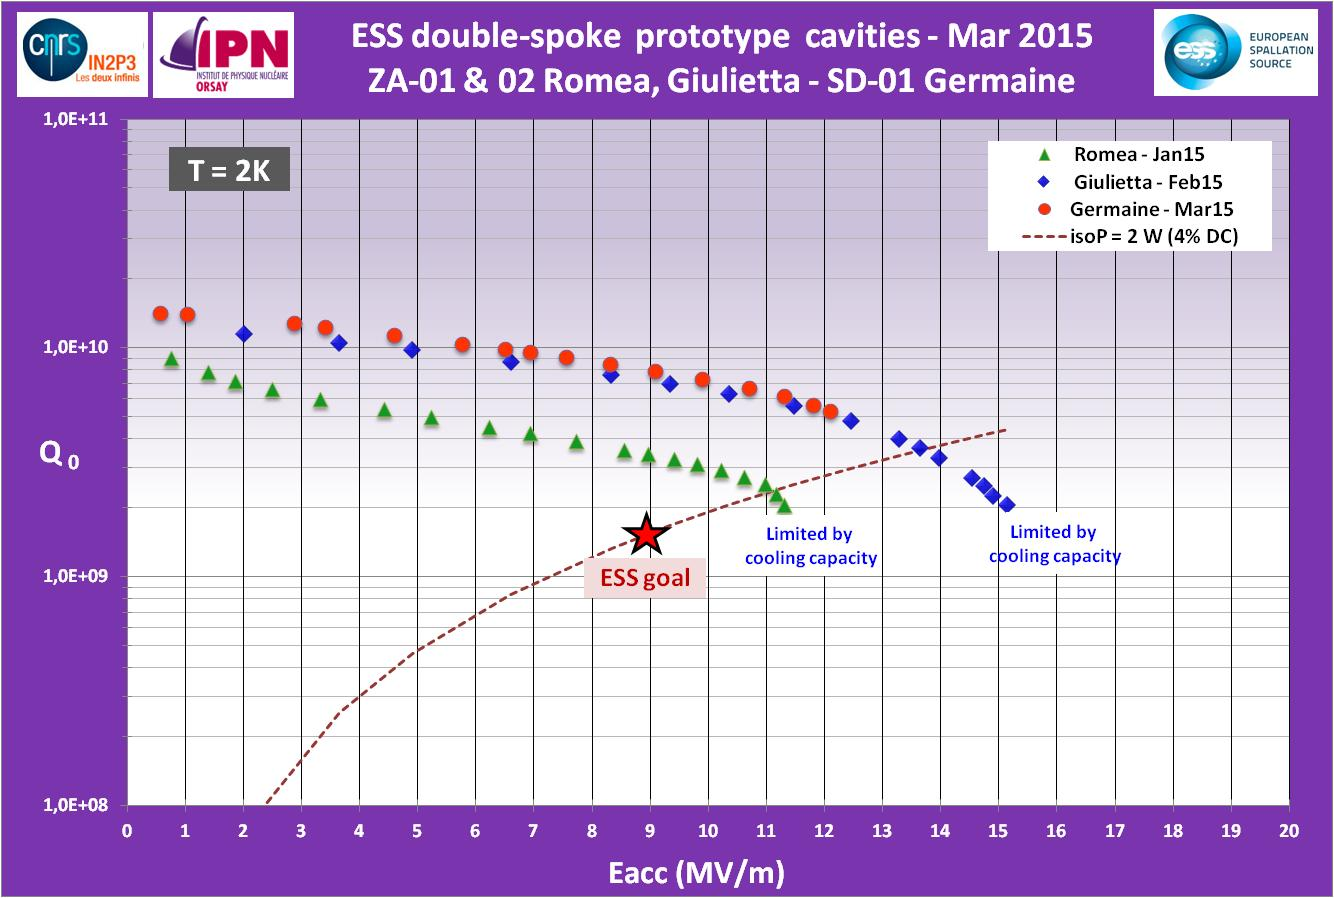 cnrs
IN2P3
Les deux infinis
IPN
INSTITUT DE PHYSIQUE NUCLÉAIRE
ORSAY
ESS double-spoke prototype cavities - Mar 2015
ZA-01 & 02 Romea, Giulietta - SD-01 Germaine
ess
EUROPEAN
SPALLATION
SOURCE
1,0E+11
T = 2K
Romea - Jan15
Giulietta - Feb15
Germaine - Mar15
isoP = 2 W (4% DC)
1,0E+10
Q0
Limited by
cooling capacity
Limited by
cooling capacity
ESS goal
1,0E+09
1,0E+08
0 1 2 3 4 5 6 7 8 9 10 11 12 13 14 15 16 17 18 19 20
Eacc (MV/m)